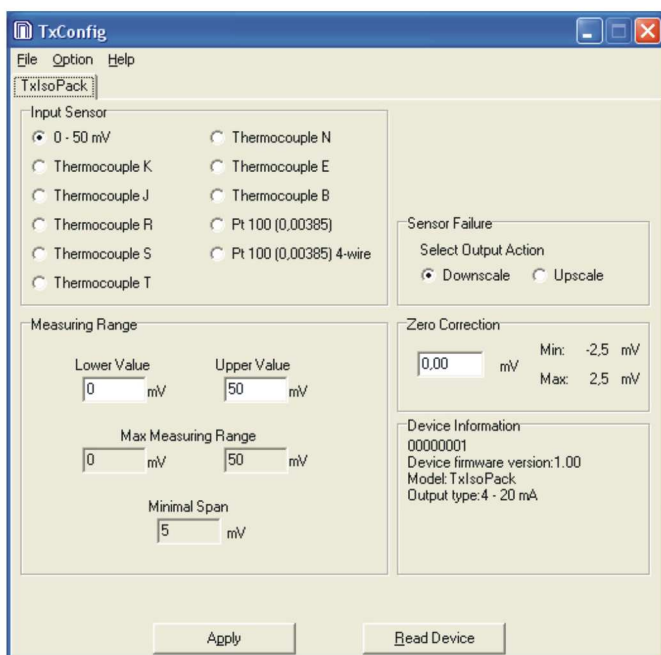 TxConfig
File Option Help
TxIsoPack
Input Sensor
0 - 50 mV
Thermocouple K
Thermocouple J
Thermocouple R
Thermocouple S
Thermocouple T
Thermocouple N
Thermocouple E
Thermocouple B
Pt 100 (0,00385)
Pt 100 (0,00385) 4-wire
Sensor Failure
Select Output Action
Downscale Upscale
Measuring Range
Lower Value Upper Value
0 mV 50 mV
Max Measuring Range
0 mV 50 mV
Minimal Span
5 mV
Zero Correction
0,00 mV
Min: -2,5 mV
Max: 2,5 mV
Device Information
00000001
Device firmware version:1.00
Model:TxIsoPack
Output type:4 - 20 mA
Apply Read Device